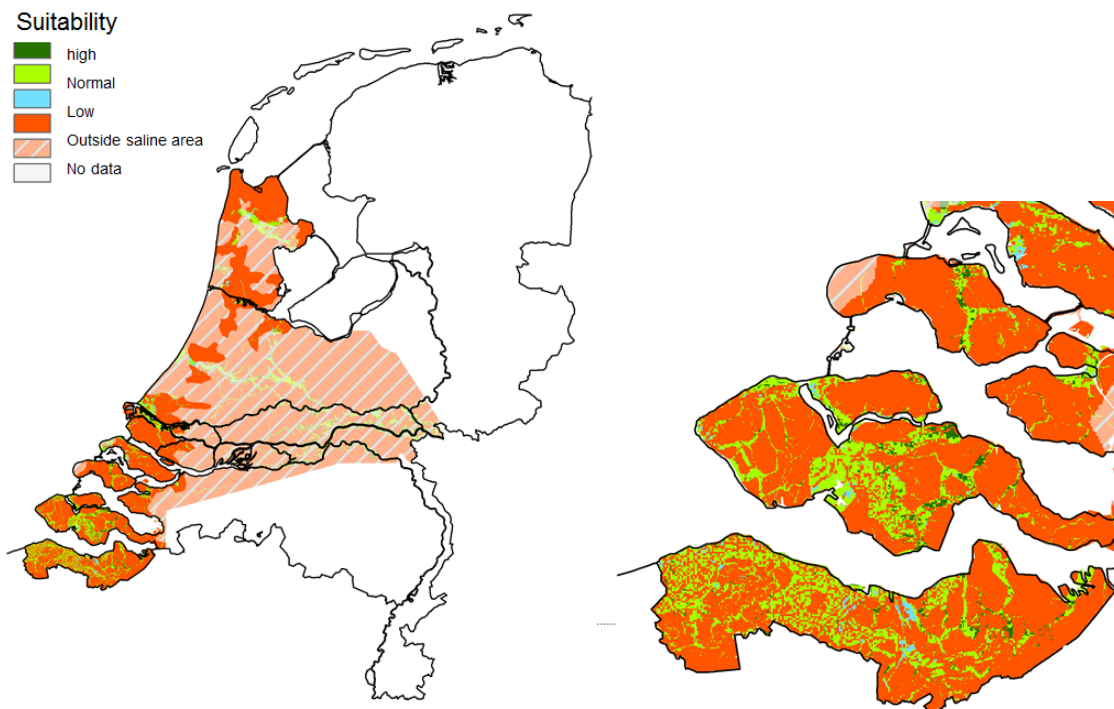 Suitability
high
Normal
Low
Outside saline area
No data